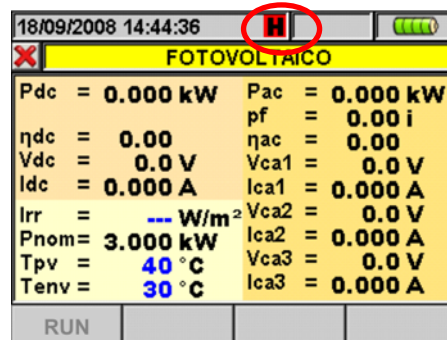 18/09/2008 14:44:36 H
FOTOVOLTAICO
Pdc = 0.000 kW
ηdc = 0.00
Vdc = 0.0 V
Idc = 0.000 A
Irr = --- W/m²
Pnom= 3.000 kW
Tpv = 40 °C
Tenv = 30 °C
Pac = 0.000 kW
pf = 0.00 i
ηac = 0.00
Vca1 = 0.0 V
Ica1 = 0.000 A
Vca2 = 0.0 V
Ica2 = 0.000 A
Vca3 = 0.0 V
Ica3 = 0.000 A
RUN